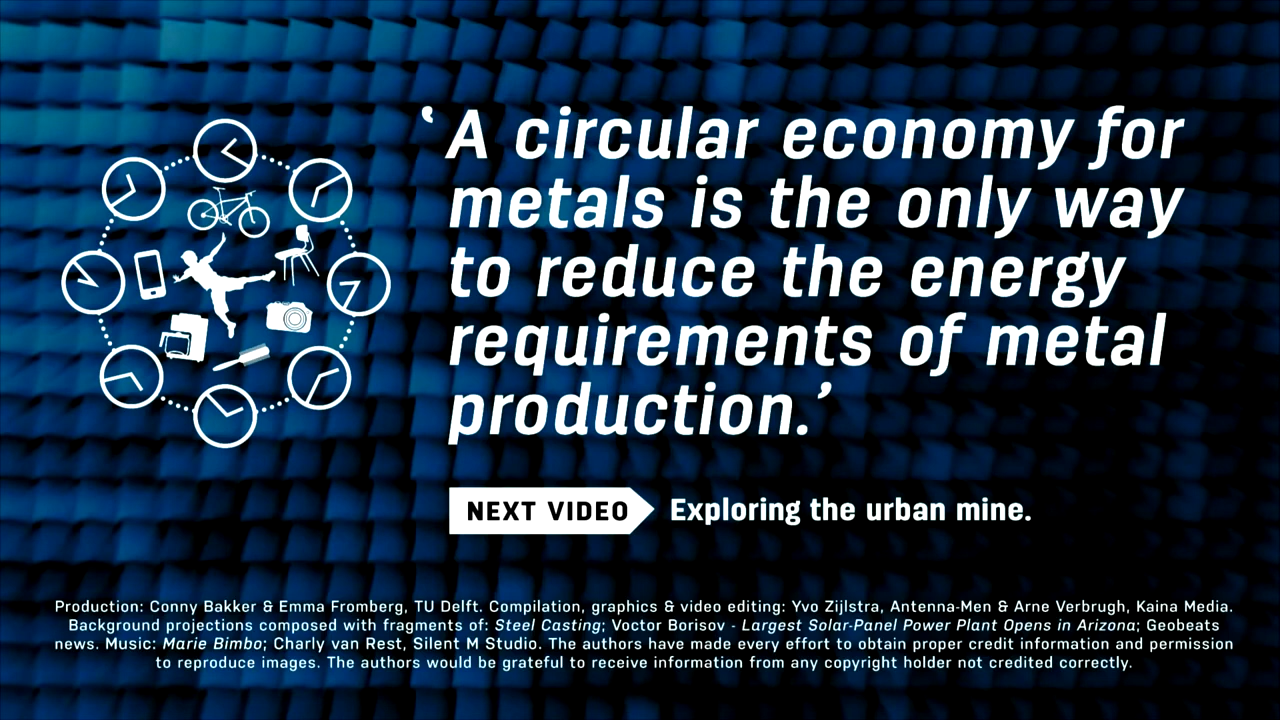 ‘A circular economy for
metals is the only way
to reduce the energy
requirements of metal
production.’
NEXT VIDEO Exploring the urban mine.
Production: Conny Bakker & Emma Fromberg, TU Delft. Compilation, graphics & video editing: Yvo Zijlstra, Antenna-Men & Arne Verbrugh, Kaina Media.
Background projections composed with fragments of: Steel Casting; Voctor Borisov - Largest Solar-Panel Power Plant Opens in Arizona; Geobeats
news. Music: Marie Bimbo; Charly van Rest, Silent M Studio. The authors have made every effort to obtain proper credit information and permission
to reproduce images. The authors would be grateful to receive information from any copyright holder not credited correctly.